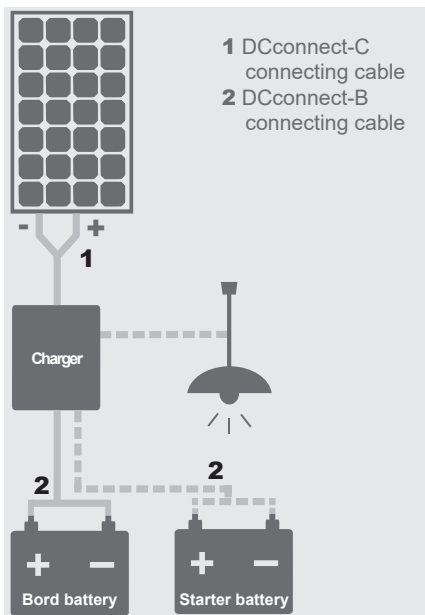 1 DCconnect-C
connecting cable
2 DCconnect-B
connecting cable
- +
1
Charger
2
2
+ -
+ -
Bord battery
Starter battery